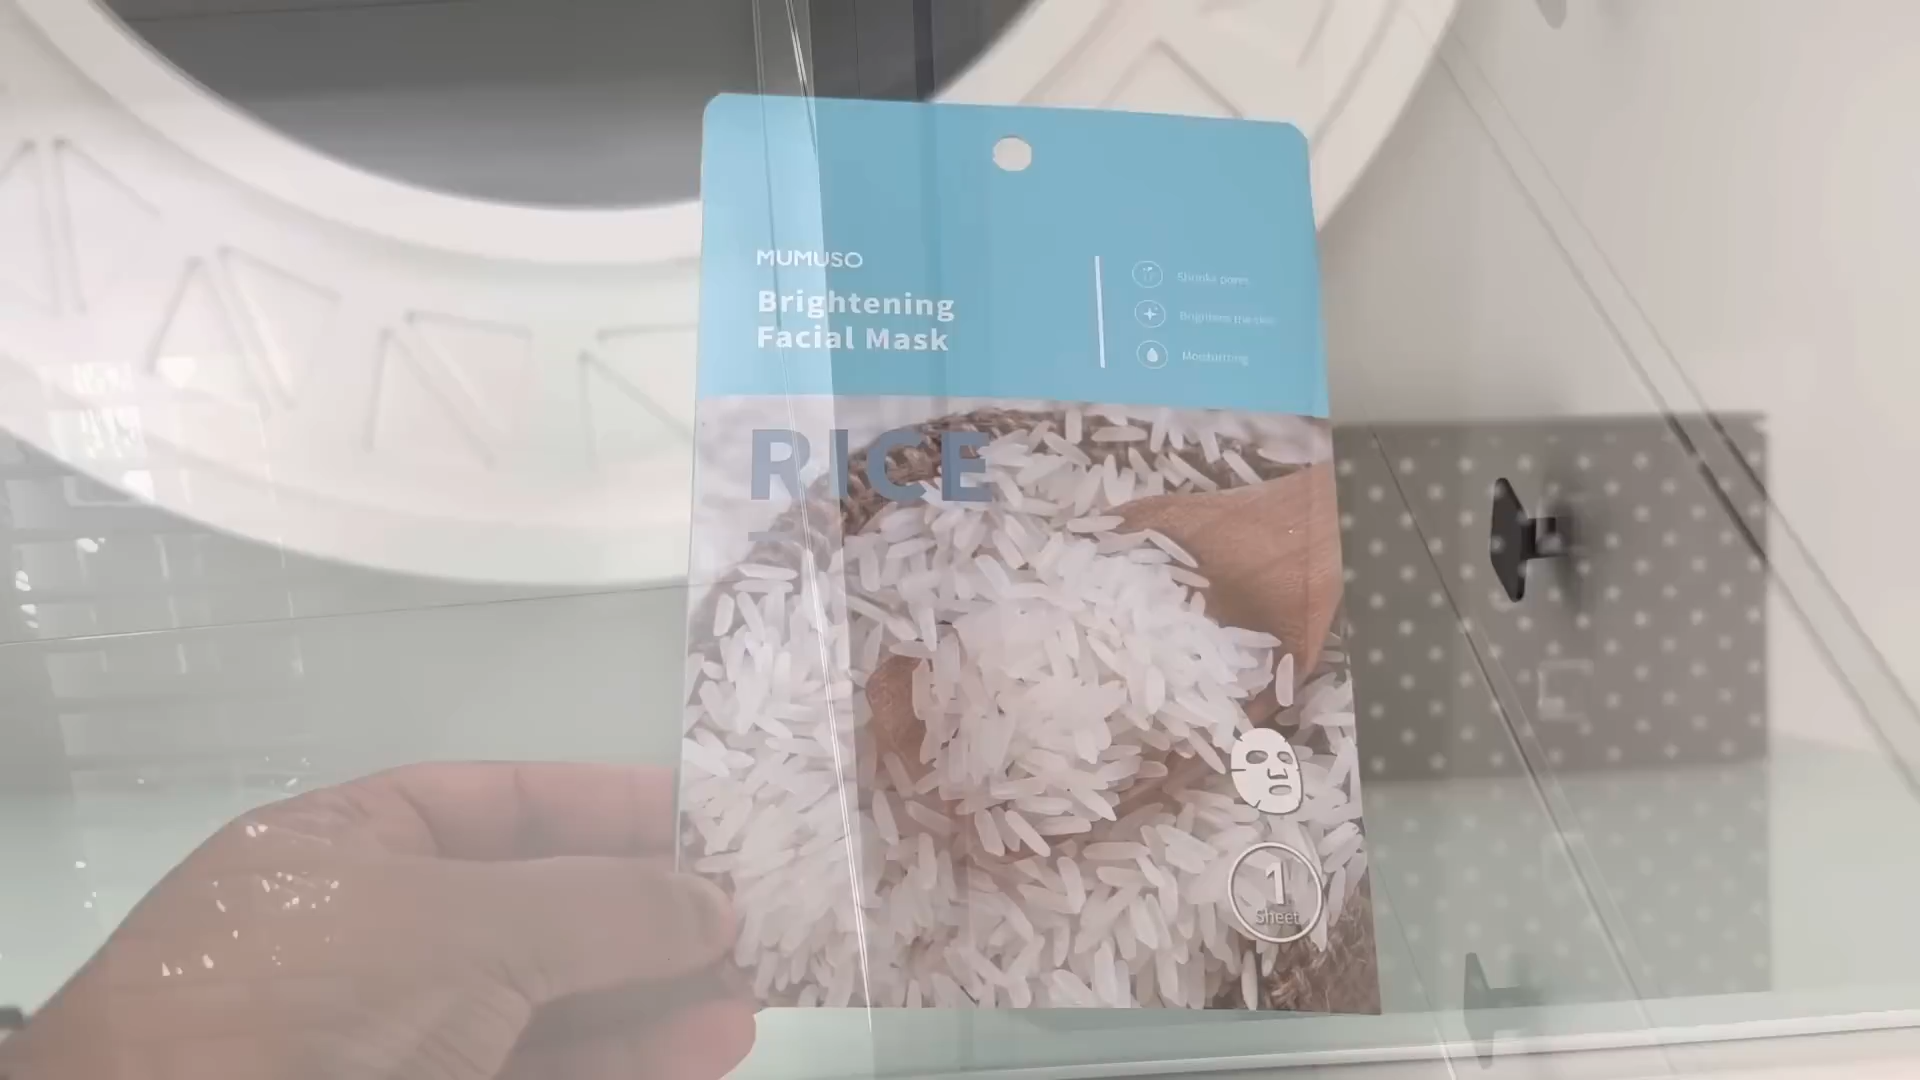 MUMUSO
Brightening
Facial Mask
Shrinks pores
Brightens the skin
Moisturizing
RICE
1
Sheet